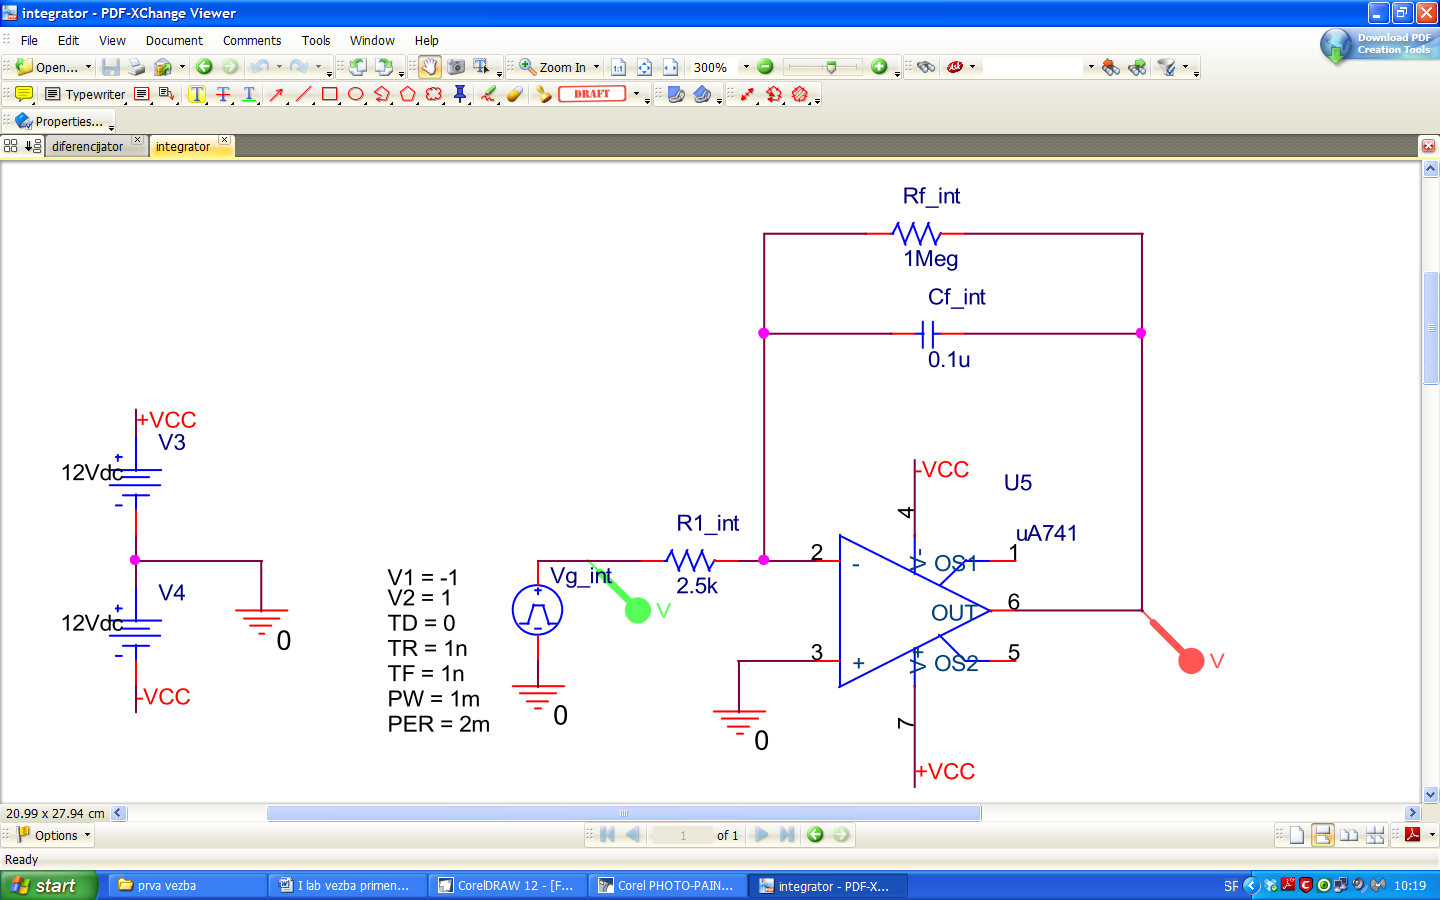 integrator - PDF-XChange Viewer
File Edit View Document Comments Tools Window Help
Download PDF
Creation Tools
Open... Zoom In 1:1 300%
Typewriter T T T DRAFT
Properties...
diferencijator integrator
Rf_int
1Meg
Cf_int
0.1u
+VCC
V3
+
12Vdc
-
-VCC
U5
4
R1_int
uA741
2
V-
OS1
1
-
Vg_int
2.5k
V1 = -1
V2 = 1
TD = 0
TR = 1n
TF = 1n
PW = 1m
PER = 2m
+
-
V
0
V4
+
12Vdc
-
0
-VCC
OUT
6
3
+
V+
OS2
5
V
0
7
+VCC
20.99 x 27.94 cm
Options 1 of 1
Ready
start prva vezba I lab vezba primen... CorelDRAW 12 - [F... Corel PHOTO-PAIN... integrator - PDF-X... SF 10:19